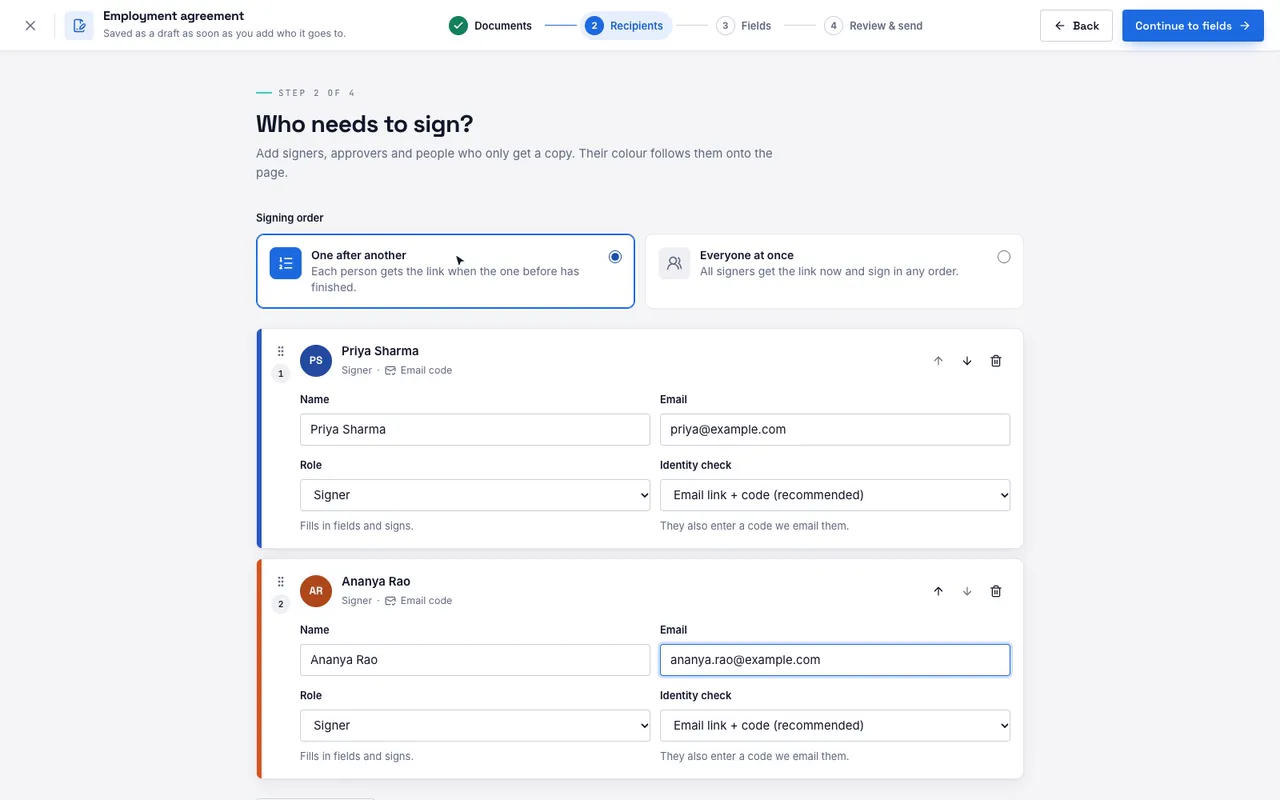 Employment agreement
Saved as a draft as soon as you add who it goes to.
Documents
2 Recipients
3 Fields
4 Review & send
Back
Continue to fields
STEP 2 OF 4
Who needs to sign?
Add signers, approvers and people who only get a copy. Their colour follows them onto the
page.
Signing order
One after another
Each person gets the link when the one before has
finished.
Everyone at once
All signers get the link now and sign in any order.
1
PS
Priya Sharma
Signer · Email code
Name
Email
Priya Sharma
priya@example.com
Role
Identity check
Signer
Email link + code (recommended)
Fills in fields and signs.
They also enter a code we email them.
2
AR
Ananya Rao
Signer · Email code
Name
Email
Ananya Rao
ananya.rao@example.com
Role
Identity check
Signer
Email link + code (recommended)
Fills in fields and signs.
They also enter a code we email them.